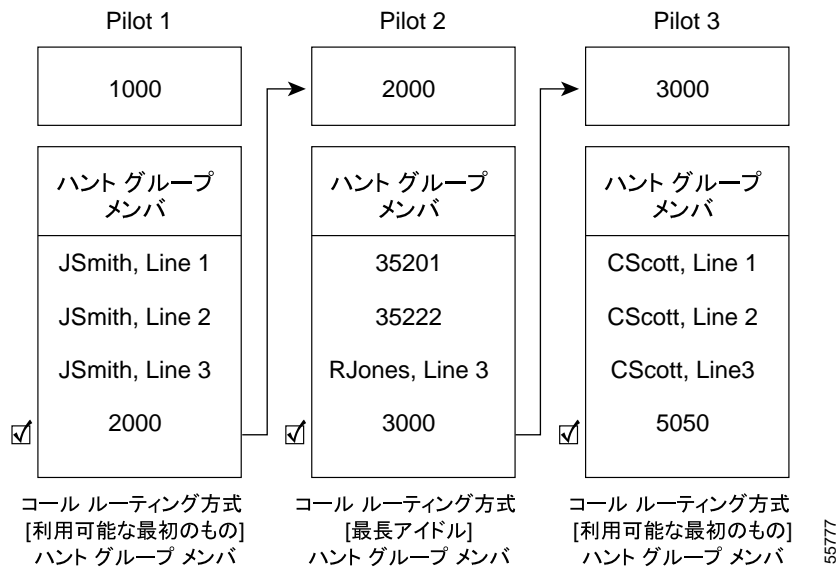 Pilot 1
1000
ハント グループ
メンバ
JSmith, Line 1
JSmith, Line 2
JSmith, Line 3
2000
コール ルーティング方式
[利用可能な最初のもの]
ハント グループ メンバ
Pilot 2
2000
ハント グループ
メンバ
35201
35222
RJones, Line 3
3000
コール ルーティング方式
[最長アイドル]
ハント グループ メンバ
Pilot 3
3000
ハント グループ
メンバ
CScott, Line 1
CScott, Line 2
CScott, Line3
5050
コール ルーティング方式
[利用可能な最初のもの]
ハント グループ メンバ
55777